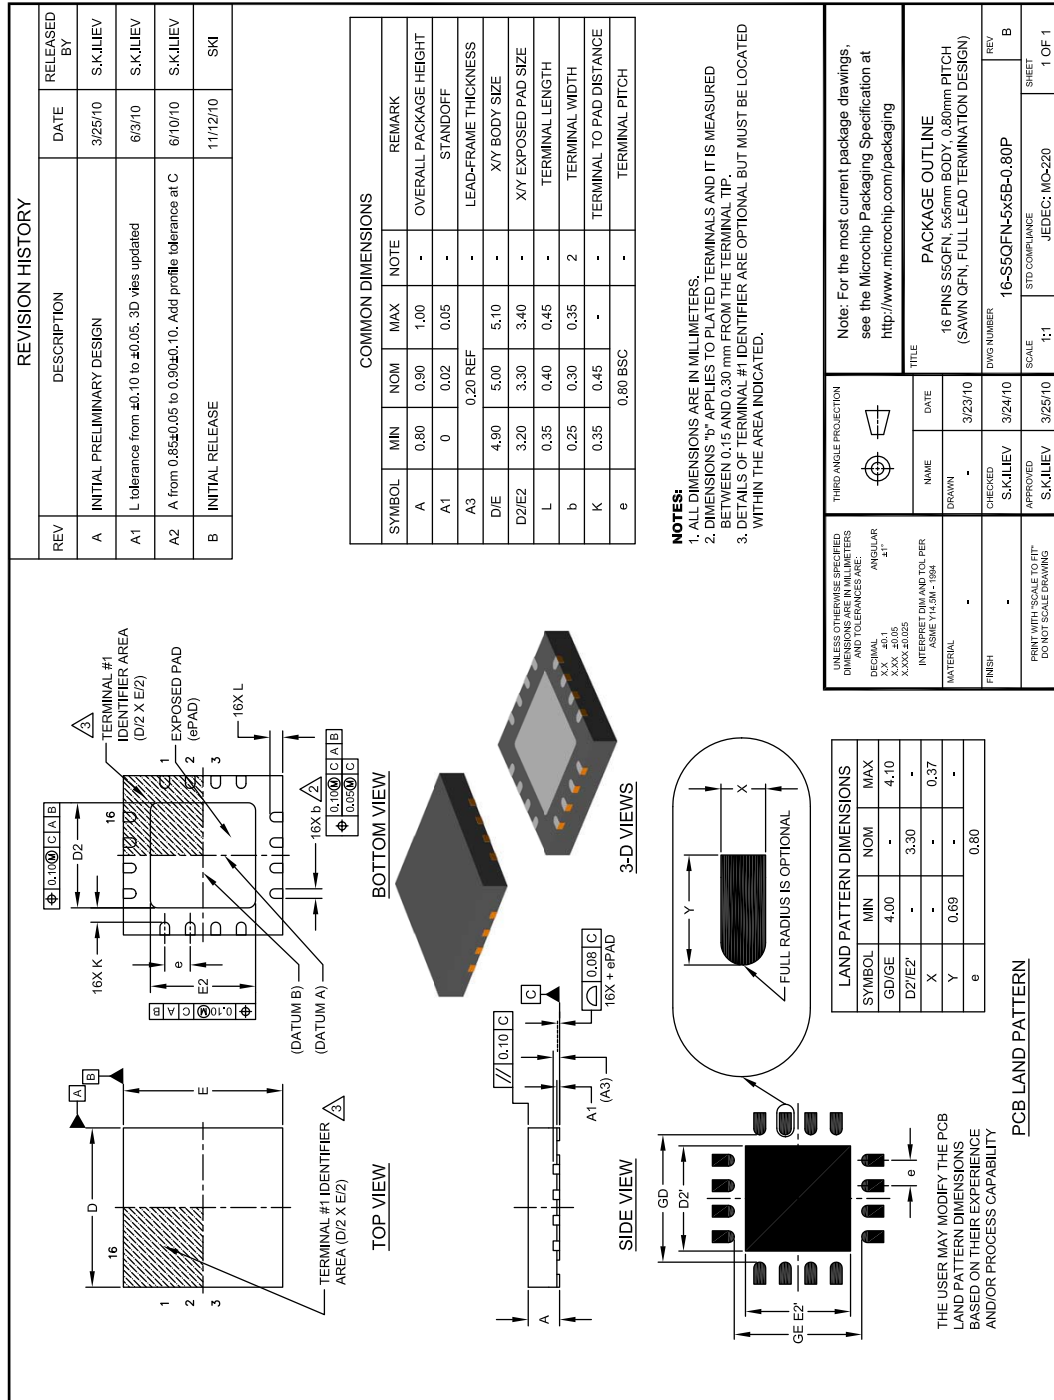 REVISION HISTORY
REV DESCRIPTION DATE RELEASED BY
A INITIAL PRELIMINARY DESIGN 3/25/10 S.K.ILIEV
A1 L tolerance from ±0.10 to ±0.05. 3D vies updated 6/3/10 S.K.ILIEV
A2 A from 0.85±0.05 to 0.90±0.10. Add profile tolerance at C 6/10/10 S.K.ILIEV
B INITIAL RELEASE 11/12/10 SKI
A
B
D
E
16
1
2
3
TERMINAL #1 IDENTIFIER
AREA (D/2 X E/2)
3
TOP VIEW
16X K
⌖ 0.10Ⓜ C A B
D2
16
3
TERMINAL #1
IDENTIFIER AREA
(D/2 X E/2)
1
2
3
EXPOSED PAD
(ePAD)
e
E2
⌖ 0.10Ⓜ C A B
16X L
(DATUM B)
(DATUM A)
16X b
2
⌖ 0.10Ⓜ C A B
0.05Ⓜ C
BOTTOM VIEW
COMMON DIMENSIONS
SYMBOL MIN NOM MAX NOTE REMARK
A 0.80 0.90 1.00 - OVERALL PACKAGE HEIGHT
A1 0 0.02 0.05 - STANDOFF
A3 0.20 REF - LEAD-FRAME THICKNESS
D/E 4.90 5.00 5.10 - X/Y BODY SIZE
D2/E2 3.20 3.30 3.40 - X/Y EXPOSED PAD SIZE
L 0.35 0.40 0.45 - TERMINAL LENGTH
b 0.25 0.30 0.35 2 TERMINAL WIDTH
K 0.35 0.45 - - TERMINAL TO PAD DISTANCE
e 0.80 BSC - TERMINAL PITCH
A
// 0.10 C
C
⌓ 0.08 C
16X + ePAD
A1
(A3)
SIDE VIEW
3-D VIEWS
NOTES:
1. ALL DIMENSIONS ARE IN MILLIMETERS.
2. DIMENSIONS "b" APPLIES TO PLATED TERMINALS AND IT IS MEASURED
BETWEEN 0.15 AND 0.30 mm FROM THE TERMINAL TIP.
3. DETAILS OF TERMINAL #1 IDENTIFIER ARE OPTIONAL BUT MUST BE LOCATED
WITHIN THE AREA INDICATED.
GD
D2'
GE E2'
e
Y
X
FULL RADIUS IS OPTIONAL
THE USER MAY MODIFY THE PCB
LAND PATTERN DIMENSIONS
BASED ON THEIR EXPERIENCE
AND/OR PROCESS CAPABILITY
PCB LAND PATTERN
LAND PATTERN DIMENSIONS
SYMBOL MIN NOM MAX
GD/GE 4.00 - 4.10
D2'/E2' - 3.30 -
X - - 0.37
Y 0.69 - -
e 0.80
UNLESS OTHERWISE SPECIFIED
DIMENSIONS ARE IN MILLIMETERS
AND TOLERANCES ARE:
DECIMAL ANGULAR
X.X ±0.1 ±1°
X.XX ±0.05
X.XXX ±0.025
INTERPRET DIM AND TOL PER
ASME Y14.5M - 1994
MATERIAL
-
FINISH
-
PRINT WITH "SCALE TO FIT"
DO NOT SCALE DRAWING
THIRD ANGLE PROJECTION
NAME DATE
DRAWN
- 3/23/10
CHECKED
S.K.ILIEV 3/24/10
APPROVED
S.K.ILIEV 3/25/10
Note: For the most current package drawings,
see the Microchip Packaging Specification at
http://www.microchip.com/packaging
TITLE
PACKAGE OUTLINE
16 PINS S5QFN, 5x5mm BODY, 0.80mm PITCH
(SAWN QFN, FULL LEAD TERMINATION DESIGN)
DWG NUMBER
16-S5QFN-5x5B-0.80P
REV
B
SCALE
1:1
STD COMPLIANCE
JEDEC: MO-220
SHEET
1 OF 1